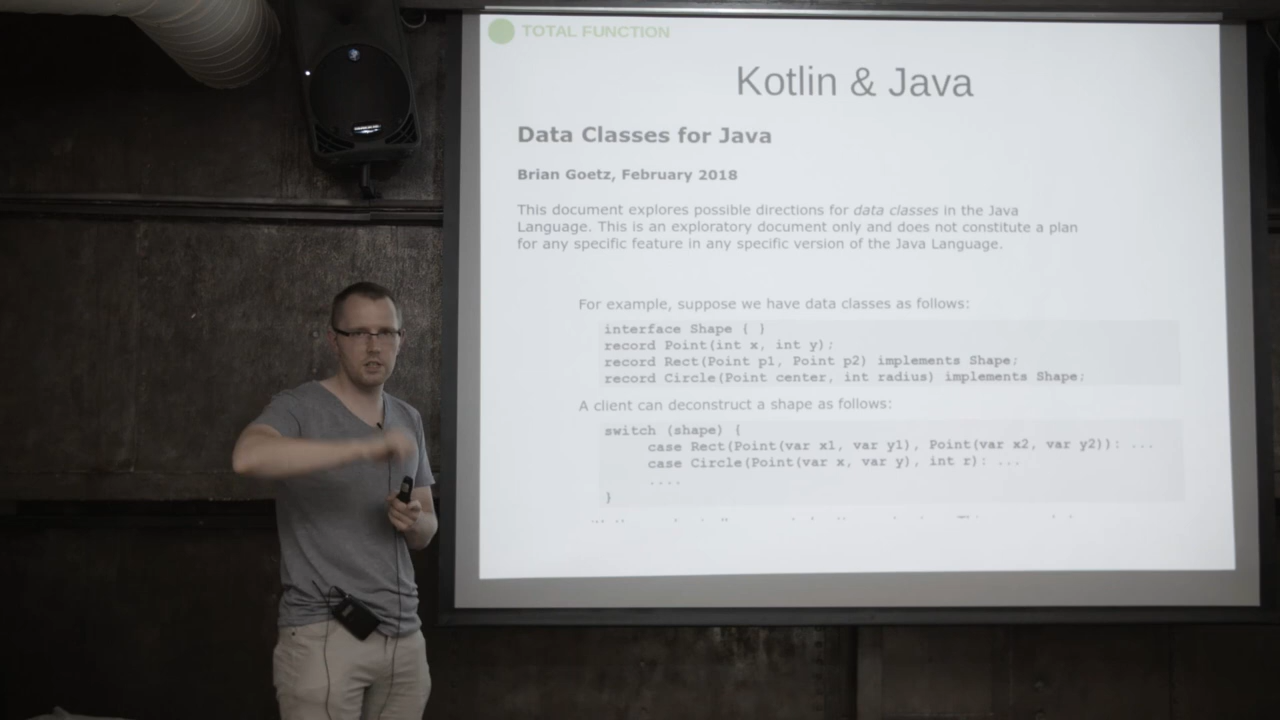 TOTAL FUNCTION
Kotlin & Java
Data Classes for Java
Brian Goetz, February 2018
This document explores possible directions for data classes in the Java
Language. This is an exploratory document only and does not constitute a plan
for any specific feature in any specific version of the Java Language.
For example, suppose we have data classes as follows:
interface Shape { }
record Point(int x, int y);
record Rect(Point p1, Point p2) implements Shape;
record Circle(Point center, int radius) implements Shape;
A client can deconstruct a shape as follows:
switch (shape) {
case Rect(Point(var x1, var y1), Point(var x2, var y2)): ...
case Circle(Point(var x, var y), int r): ...
....
}